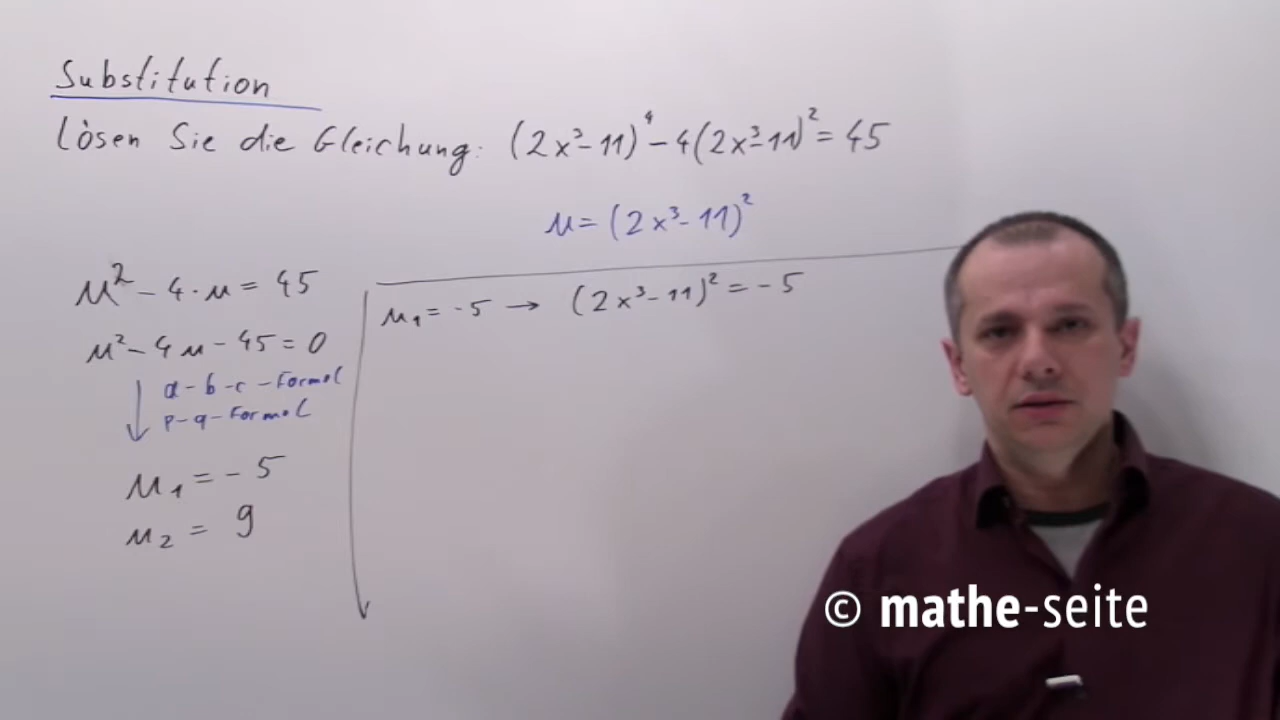 Substitution
Lösen Sie die Gleichung: (2x³-11)⁴-4(2x³-11)²=45
u=(2x³-11)²
u²-4·u=45
u²-4u-45=0
a-b-c-Formel
p-q-Formel
u₁=-5
u₂=9
u₁=-5→(2x³-11)²=-5
© mathe-seite